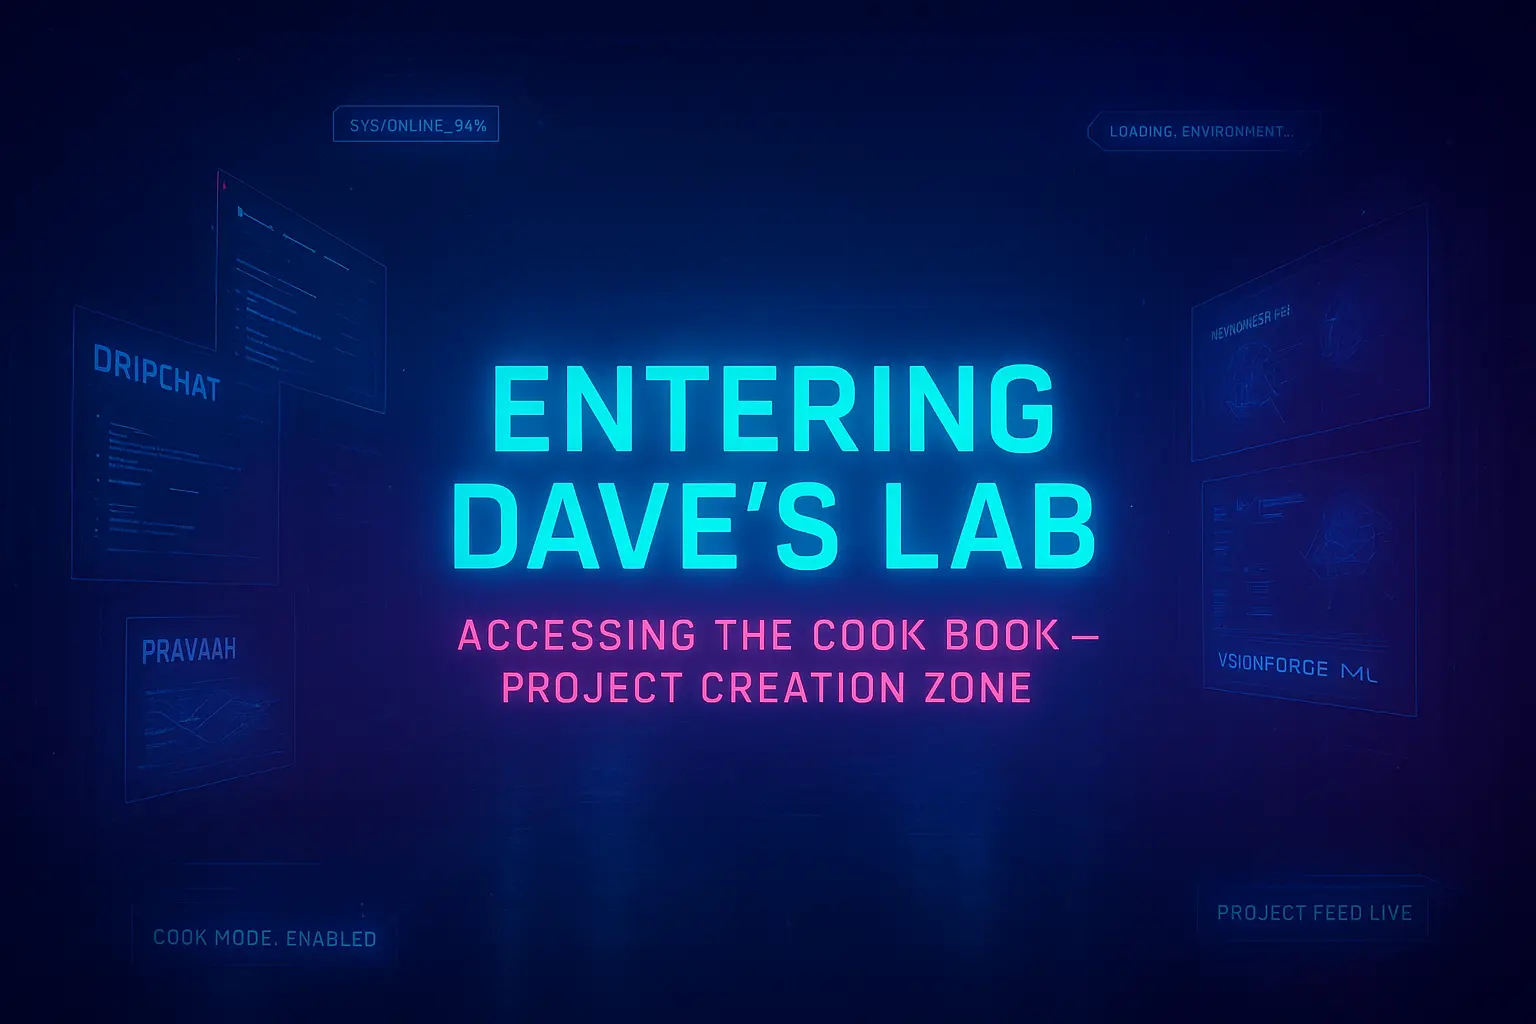 SYS/ONLINE_94%
LOADING. ENVIRONMENT...
DRIPCHAT
ENTERING
DAVE'S LAB
ACCESSING THE COOK BOOK —
PROJECT CREATION ZONE
PRAVAAH
VSIONFORGE ML
COOK MODE. ENABLED
PROJECT FEED LIVE